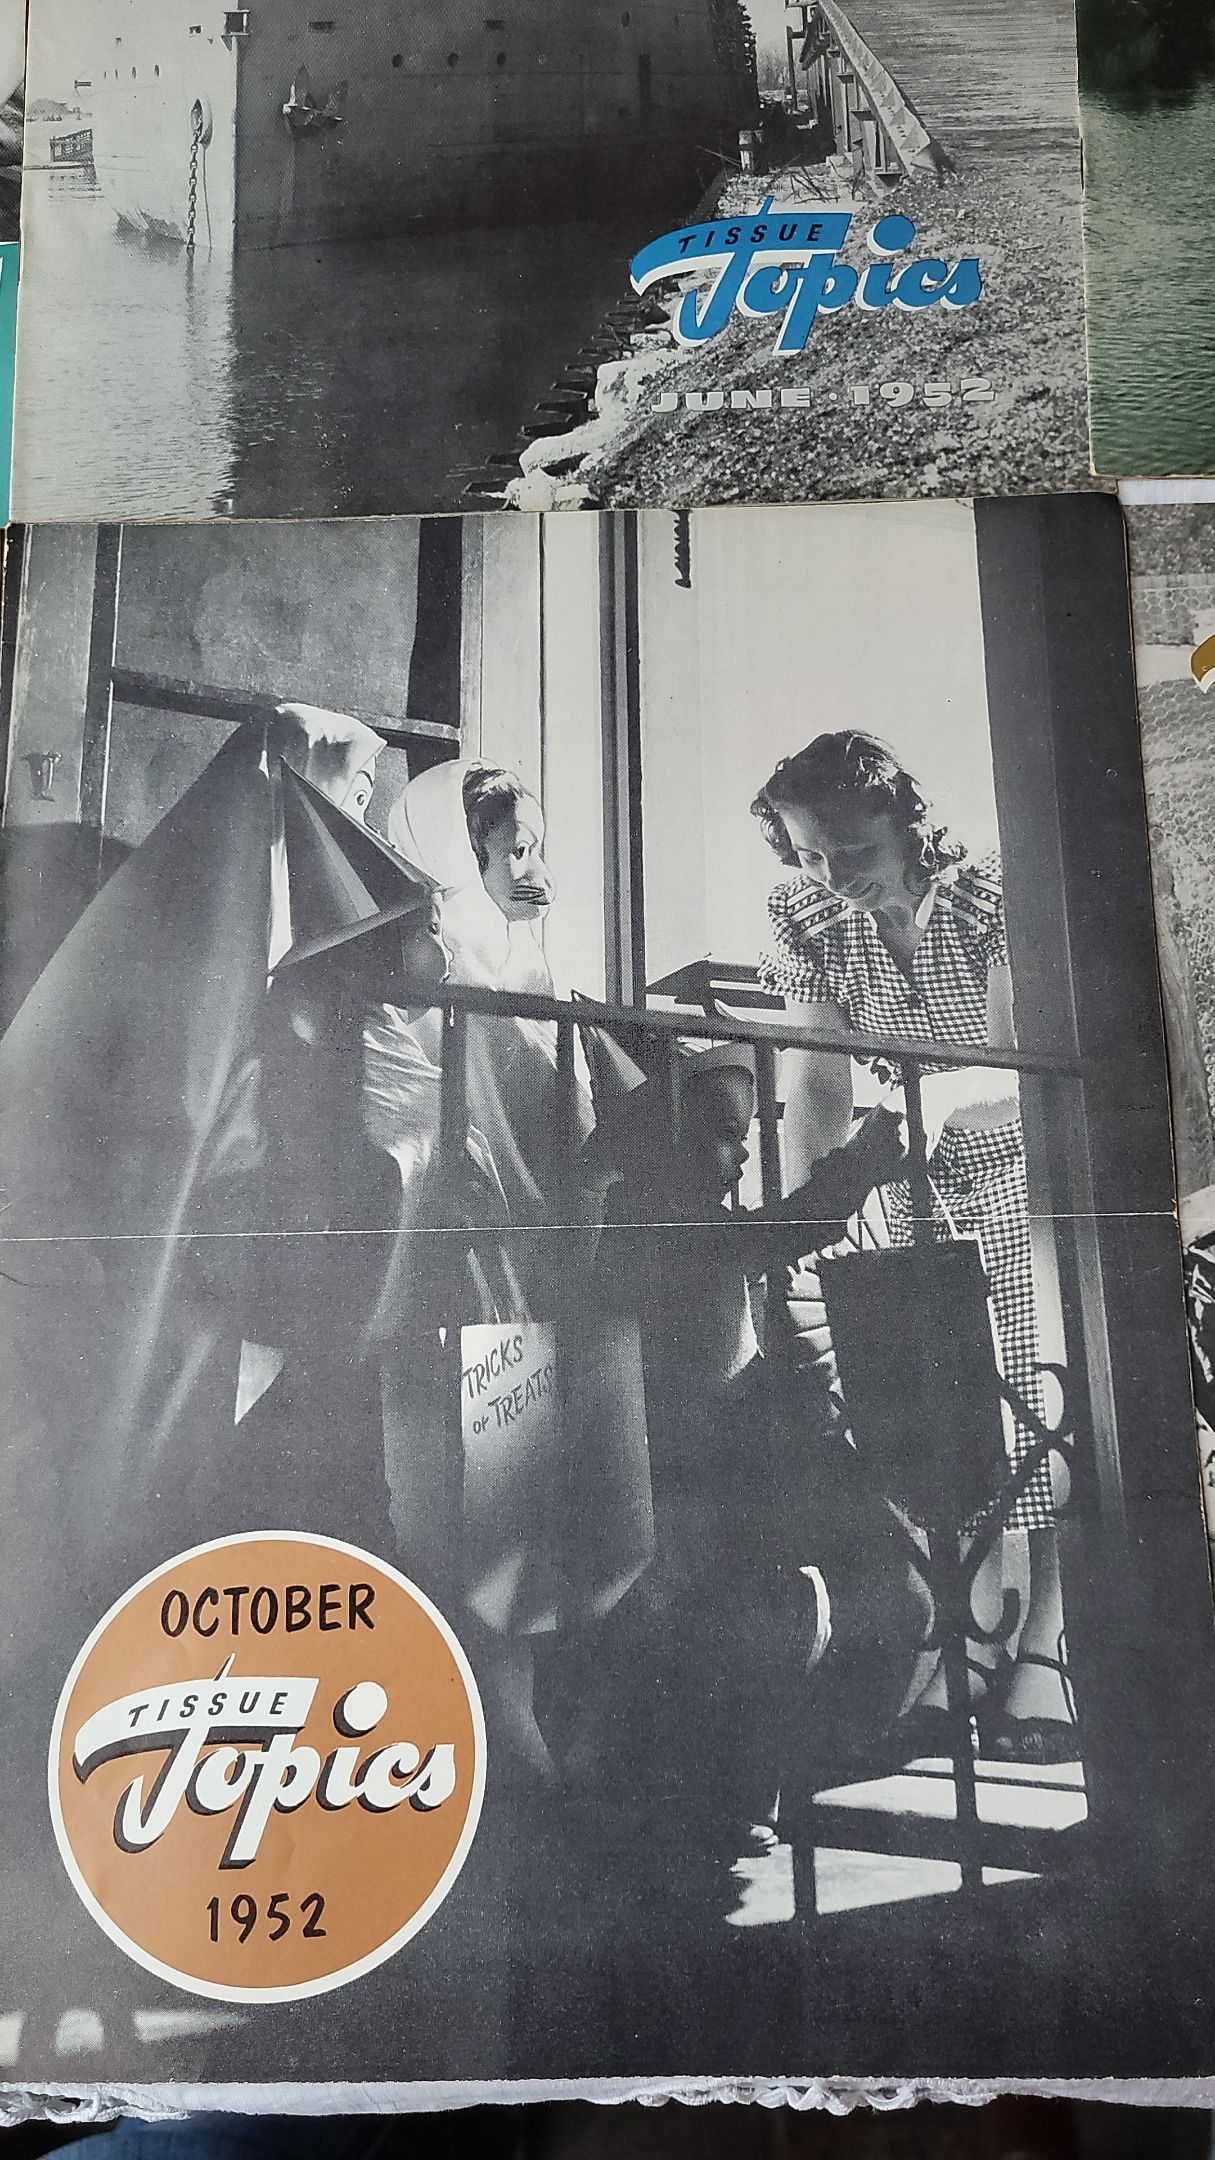 TISSUE
Topics
JUNE · 1952
TRICKS
or TREATS
OCTOBER
TISSUE
Topics
1952